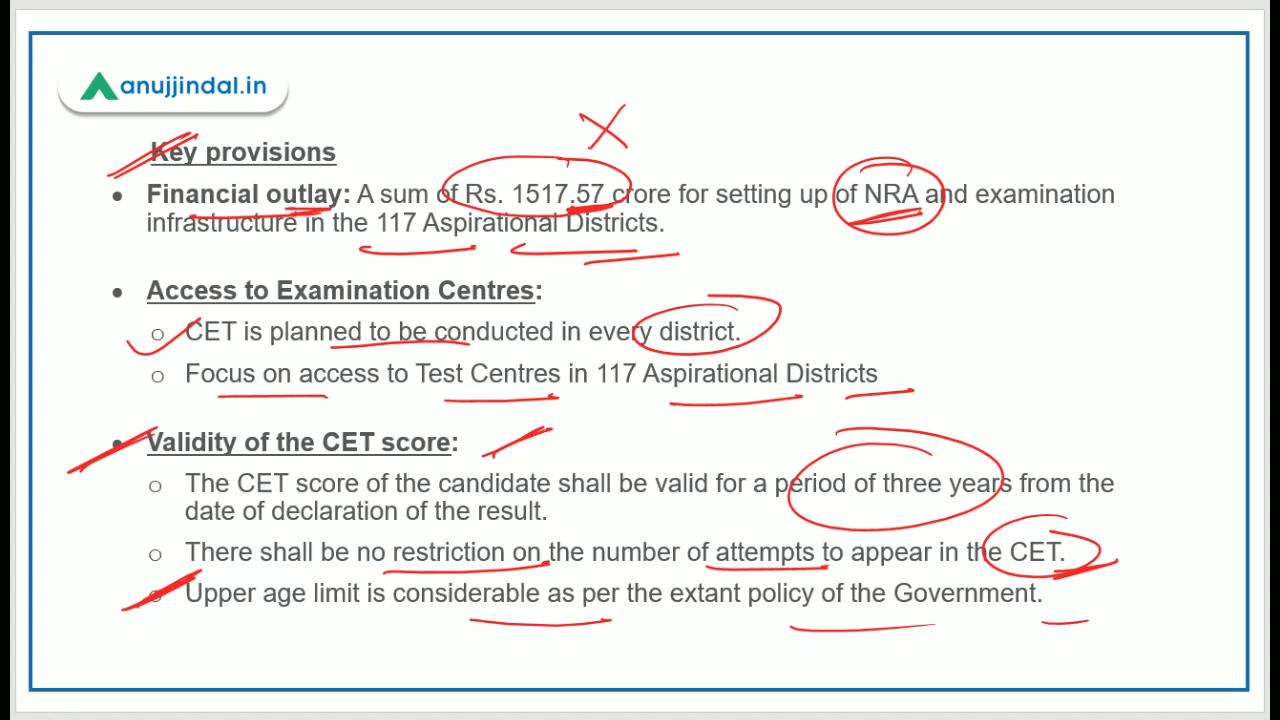 anujjindal.in
Key provisions
• Financial outlay: A sum of Rs. 1517.57 crore for setting up of NRA and examination
infrastructure in the 117 Aspirational Districts.
• Access to Examination Centres:
o CET is planned to be conducted in every district.
o Focus on access to Test Centres in 117 Aspirational Districts
• Validity of the CET score:
o The CET score of the candidate shall be valid for a period of three years from the
date of declaration of the result.
o There shall be no restriction on the number of attempts to appear in the CET.
o Upper age limit is considerable as per the extant policy of the Government.